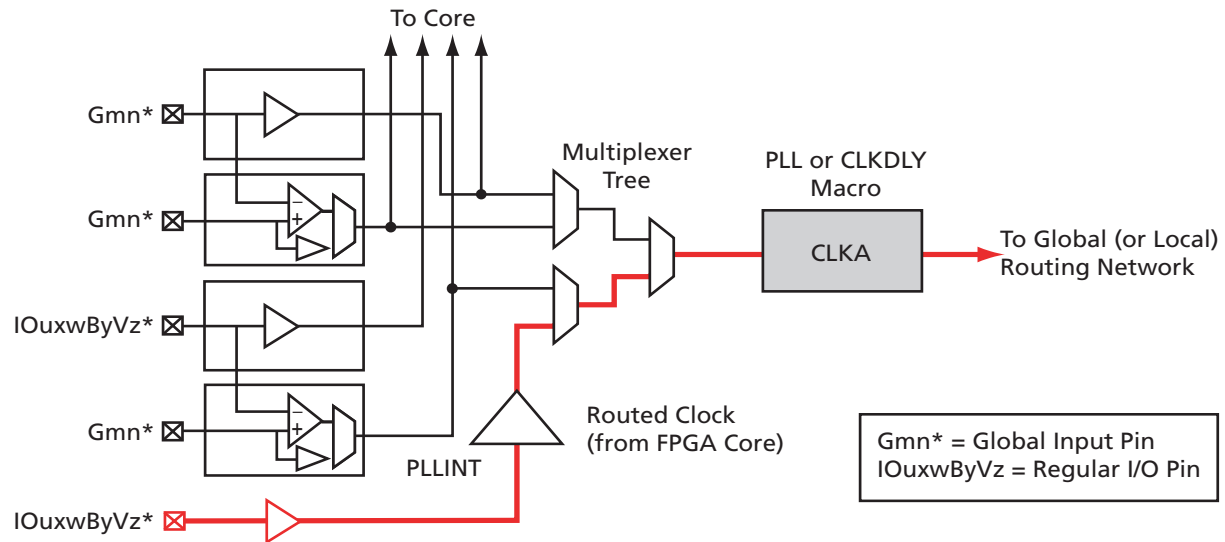 To Core
Gmn*
Multiplexer
Tree
PLL or CLKDLY
Macro
Gmn*
−
+
CLKA
To Global (or Local)
Routing Network
IOuxwByVz*
Gmn*
−
+
PLLINT
Routed Clock
(from FPGA Core)
Gmn* = Global Input Pin
IOuxwByVz = Regular I/O Pin
IOuxwByVz*